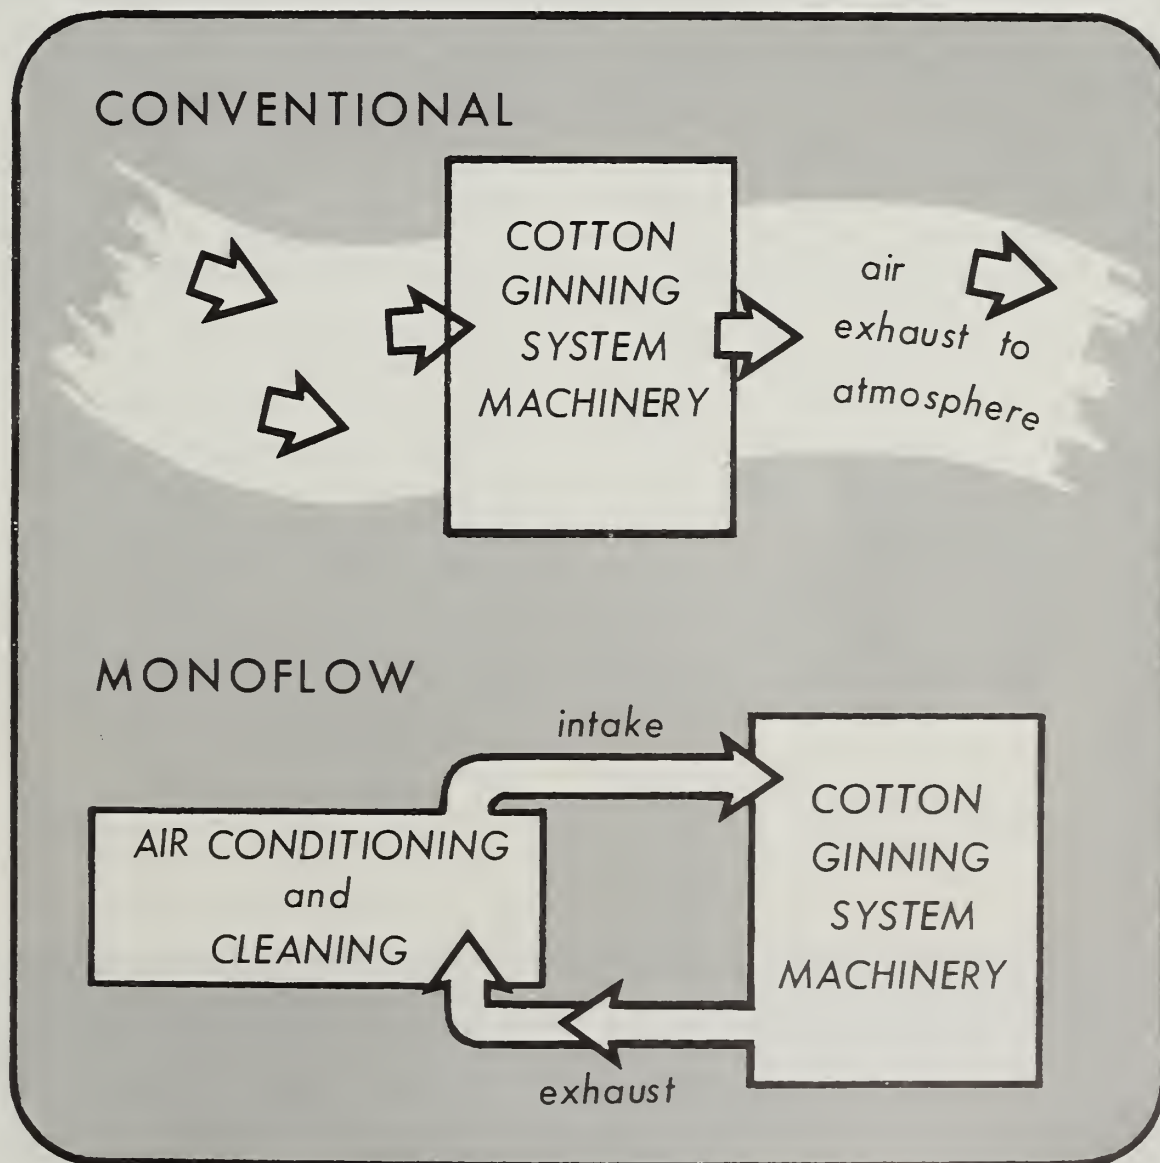 CONVENTIONAL
COTTON
GINNING
SYSTEM
MACHINERY
air
exhaust to
atmosphere
MONOFLOW
intake
AIR CONDITIONING
and
CLEANING
COTTON
GINNING
SYSTEM
MACHINERY
exhaust